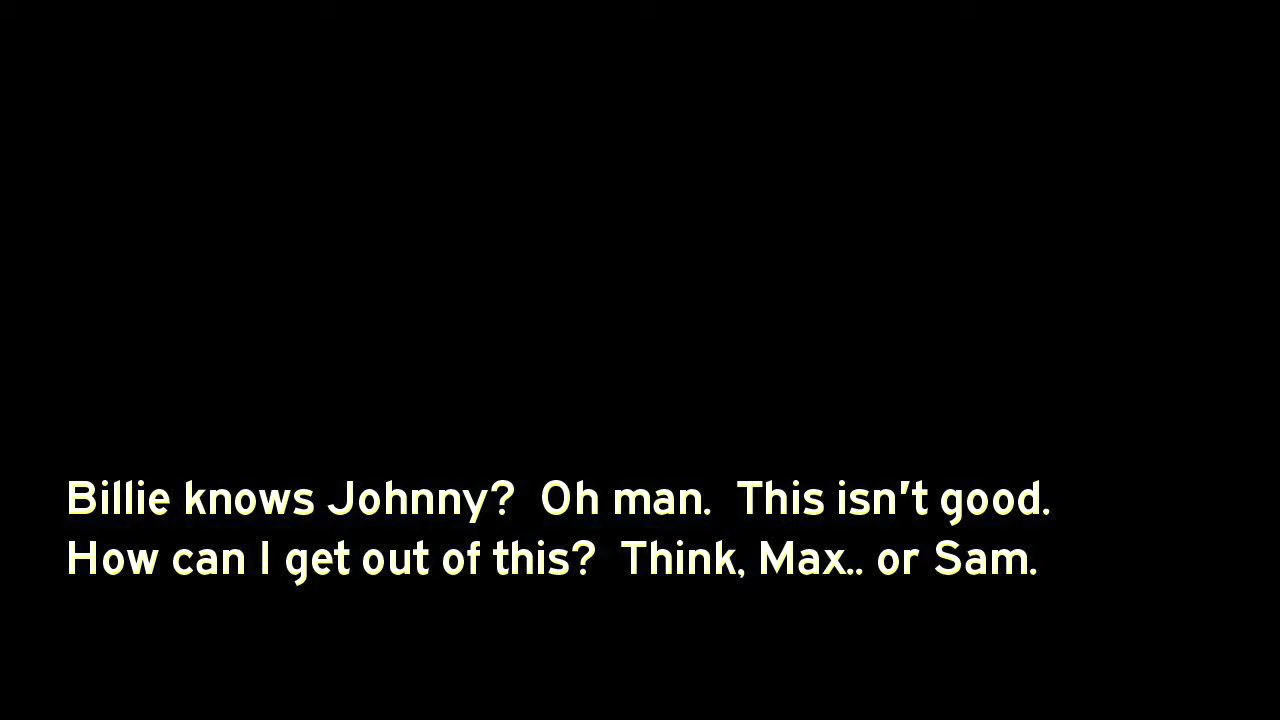 Billie knows Johnny?  Oh man.  This isn't good.
How can I get out of this?  Think, Max.. or Sam.